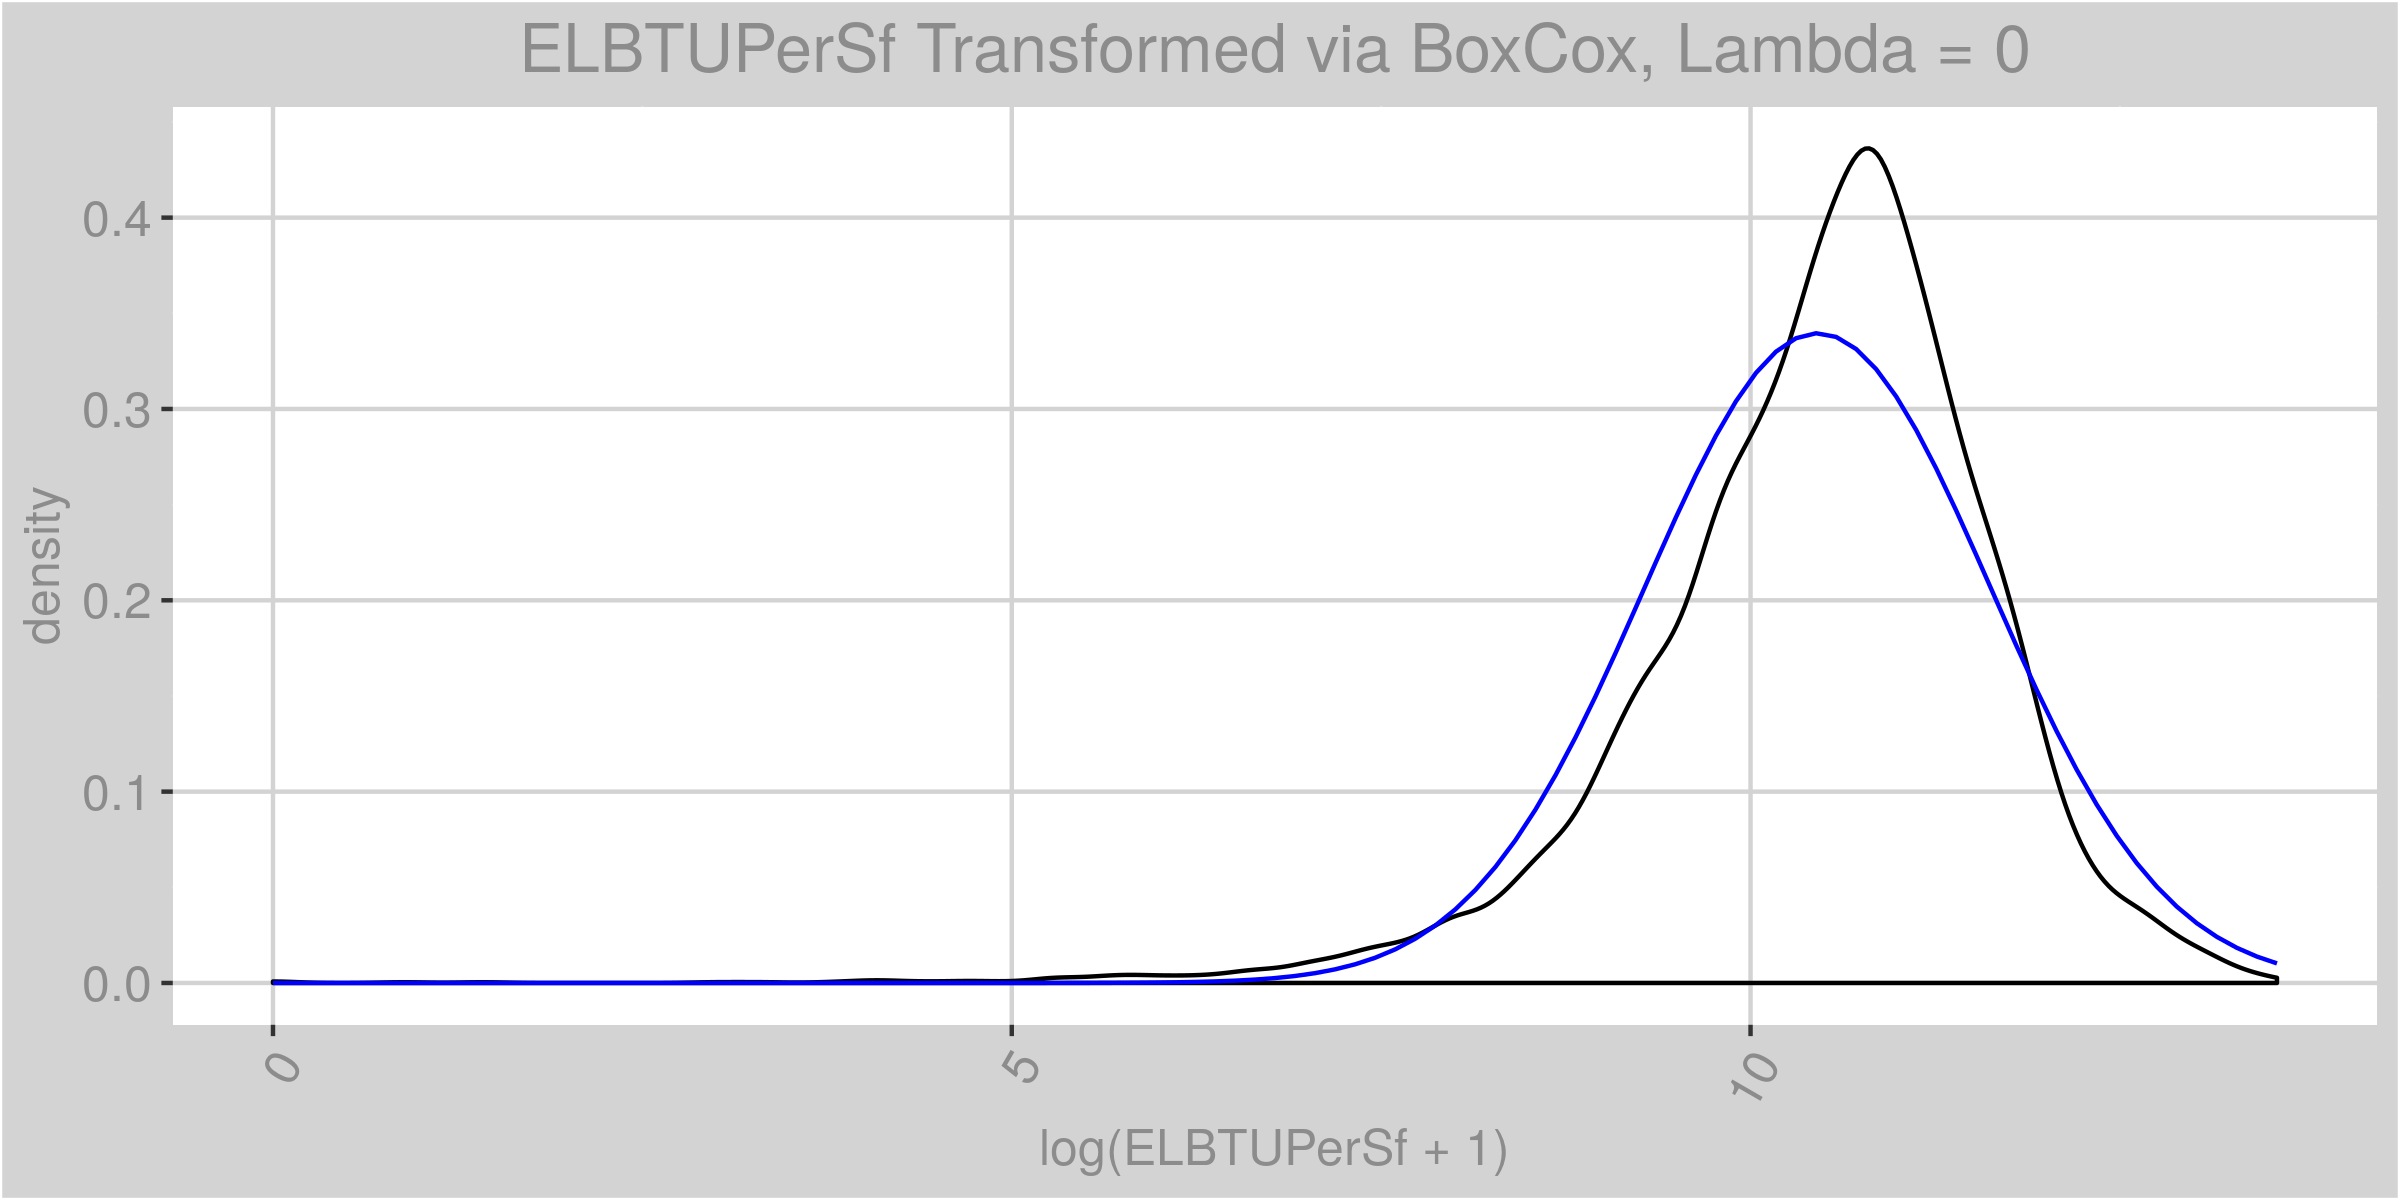 ELBTUPerSf Transformed via BoxCox, Lambda = 0
density
0.4
0.3
0.2
0.1
0.0
0
5
10
log(ELBTUPerSf + 1)